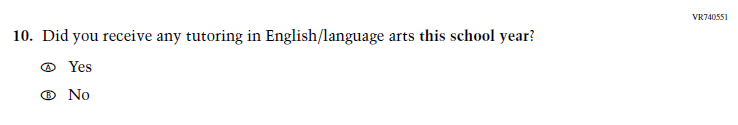 VR740551
10. Did you receive any tutoring in English/language arts this school year?
A Yes
B No